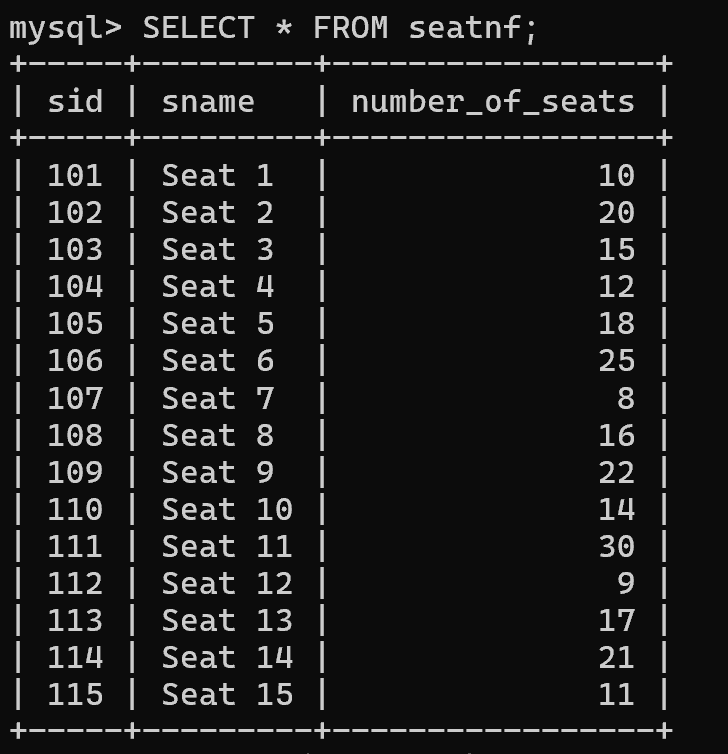 mysql> SELECT * FROM seatnf;
+-----+---------+-----------------+
| sid | sname   | number_of_seats |
+-----+---------+-----------------+
| 101 | Seat 1  |              10 |
| 102 | Seat 2  |              20 |
| 103 | Seat 3  |              15 |
| 104 | Seat 4  |              12 |
| 105 | Seat 5  |              18 |
| 106 | Seat 6  |              25 |
| 107 | Seat 7  |               8 |
| 108 | Seat 8  |              16 |
| 109 | Seat 9  |              22 |
| 110 | Seat 10 |              14 |
| 111 | Seat 11 |              30 |
| 112 | Seat 12 |               9 |
| 113 | Seat 13 |              17 |
| 114 | Seat 14 |              21 |
| 115 | Seat 15 |              11 |
+-----+---------+-----------------+